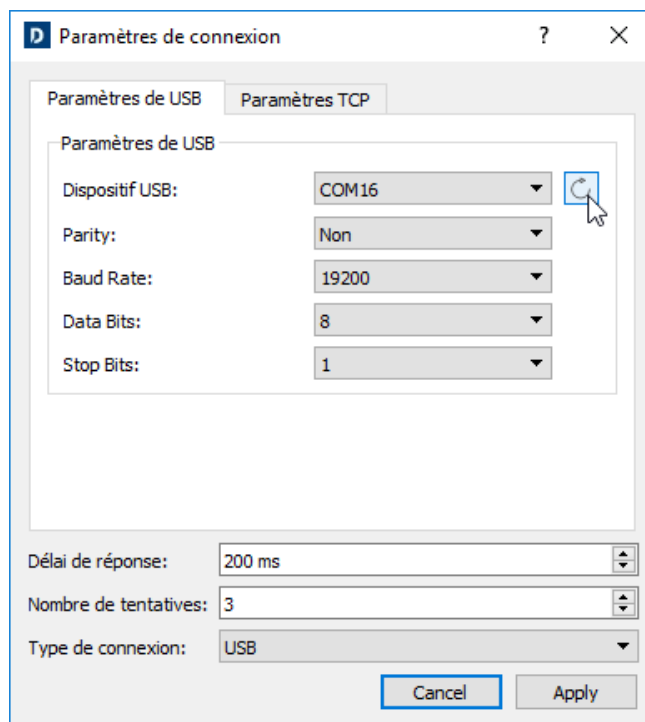 D Paramètres de connexion ?
Paramètres de USB Paramètres TCP
Paramètres de USB
Dispositif USB: COM16
Parity: Non
Baud Rate: 19200
Data Bits: 8
Stop Bits: 1
Délai de réponse: 200 ms
Nombre de tentatives: 3
Type de connexion: USB
Cancel Apply